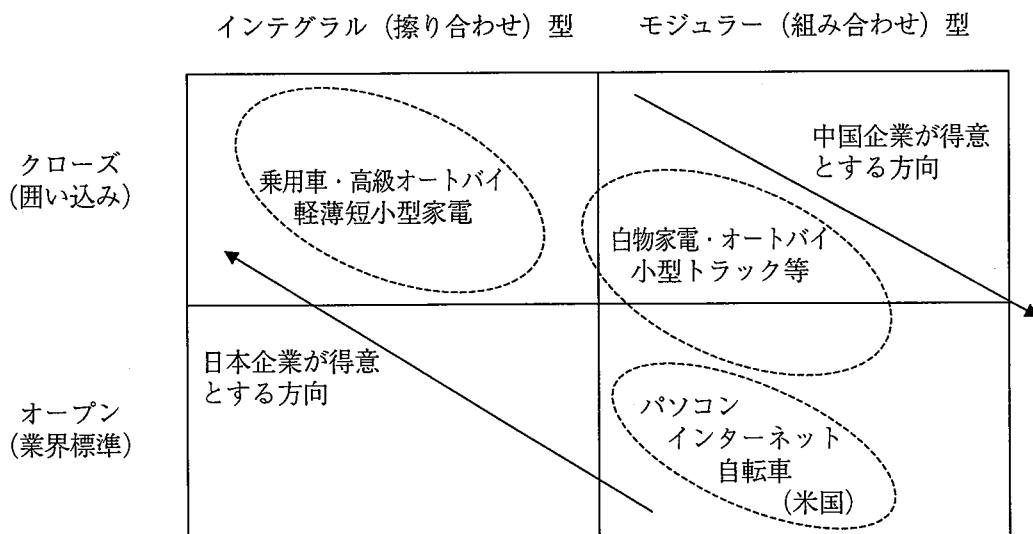 インテグラル（擦り合わせ）型
モジュラー（組み合わせ）型
クローズ
（囲い込み）
乗用車・高級オートバイ
軽薄短小型家電
中国企業が得意
とする方向
白物家電・オートバイ
小型トラック等
オープン
（業界標準）
日本企業が得意
とする方向
パソコン
インターネット
自転車
（米国）